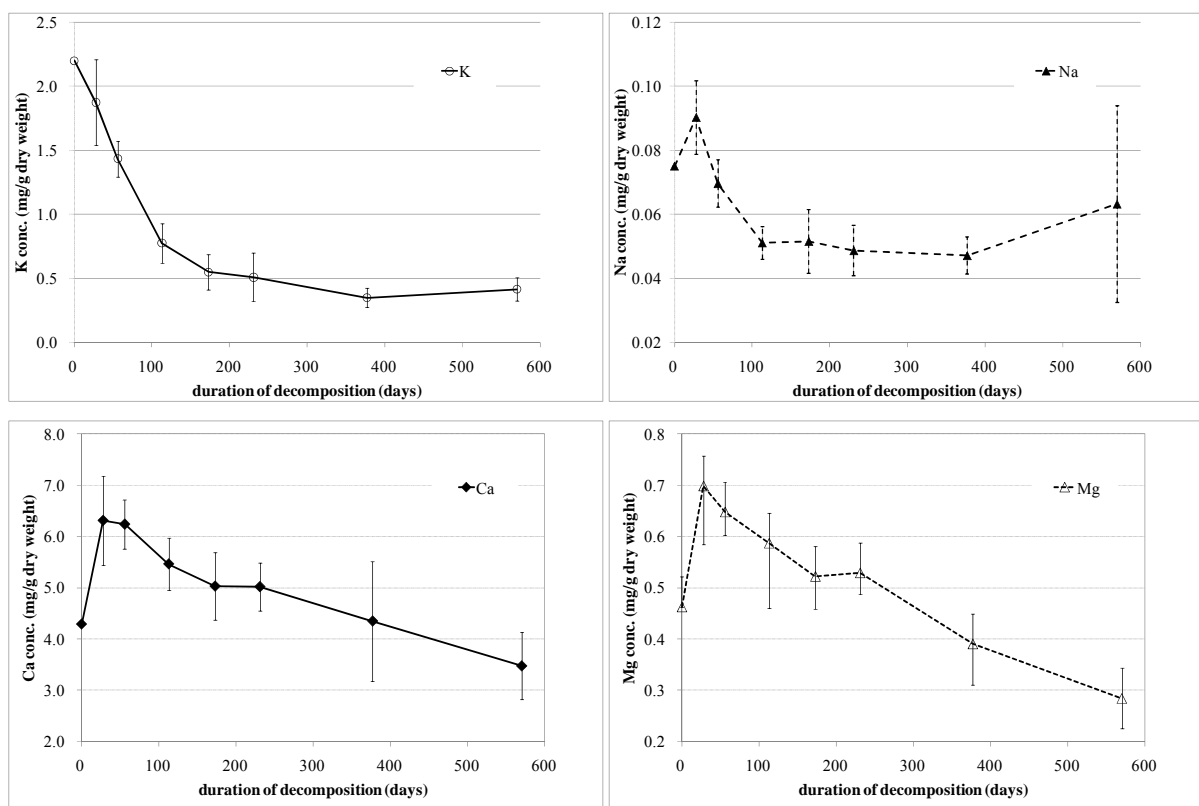 2.5
2.0
1.5
1.0
0.5
0.0
K conc. (mg/g dry weight)
K
0 100 200 300 400 500 600
duration of decomposition (days)
0.12
0.10
0.08
0.06
0.04
0.02
Na conc. (mg/g dry weight)
Na
0 100 200 300 400 500 600
duration of decomposition (days)
8.0
7.0
6.0
5.0
4.0
3.0
2.0
Ca conc. (mg/g dry weight)
Ca
0 100 200 300 400 500 600
duration of decomposition (days)
0.8
0.7
0.6
0.5
0.4
0.3
0.2
Mg conc. (mg/g dry weight)
Mg
0 100 200 300 400 500 600
duration of decomposition (days)